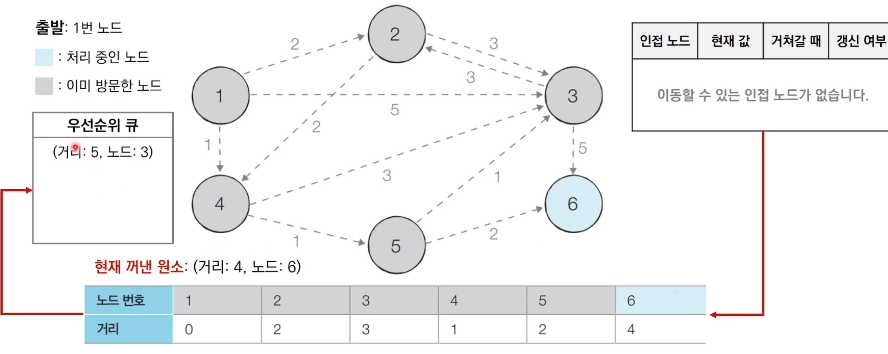 출발: 1번 노드
: 처리 중인 노드
: 이미 방문한 노드
우선순위 큐
(거리: 5, 노드: 3)
1
2
3
4
5
6
2
3
3
5
1
2
3
5
1
1
2
인접 노드 현재 값 거쳐갈 때 갱신 여부
이동할 수 있는 인접 노드가 없습니다.
현재 꺼낸 원소: (거리: 4, 노드: 6)
노드 번호 1 2 3 4 5 6
거리 0 2 3 1 2 4